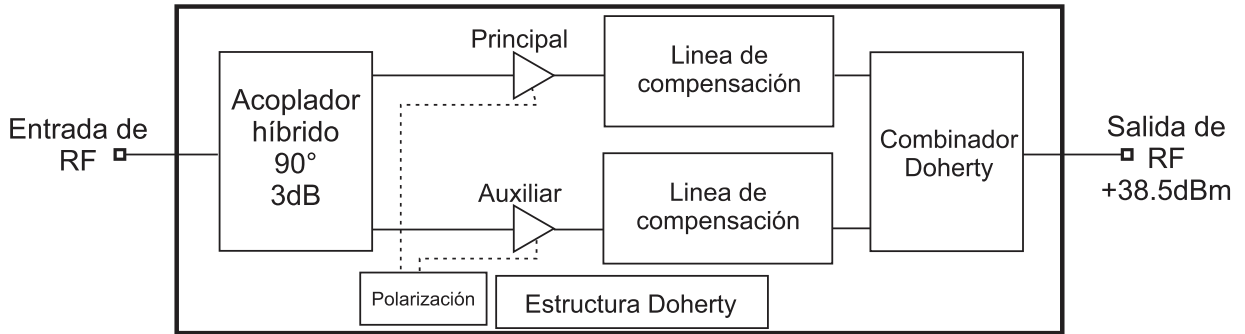 Entrada de
RF
Acoplador
híbrido
90°
3dB
Principal
Linea de
compensación
Auxiliar
Linea de
compensación
Polarización
Estructura Doherty
Combinador
Doherty
Salida de
RF
+38.5dBm